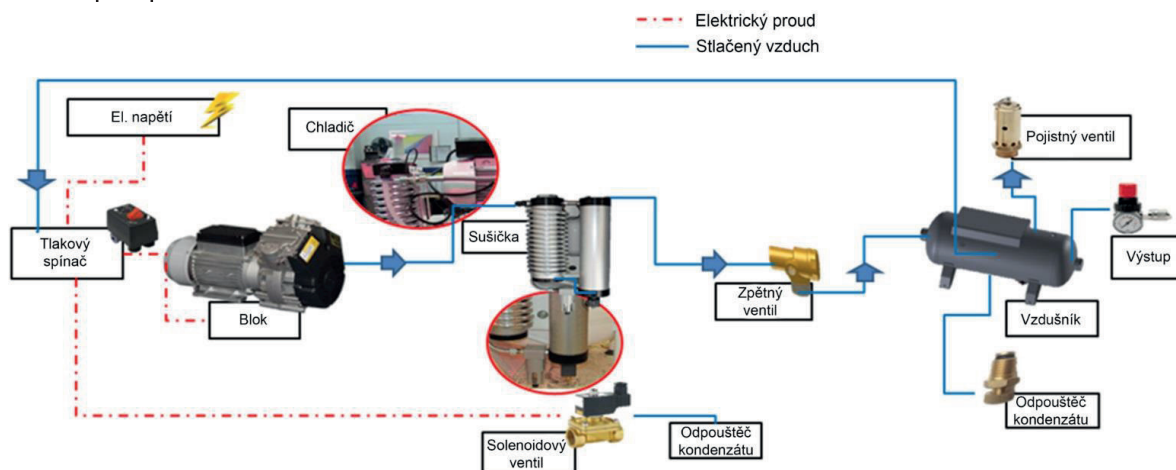 Elektrický proud
Stlačený vzduch
El. napětí
Chladič
Pojistný ventil
Tlakový
spínač
Sušička
Výstup
Zpětný
ventil
Blok
Vzdušník
Odpouštěč
kondenzátu
Solenoidový
ventil
Odpouštěč
kondenzátu